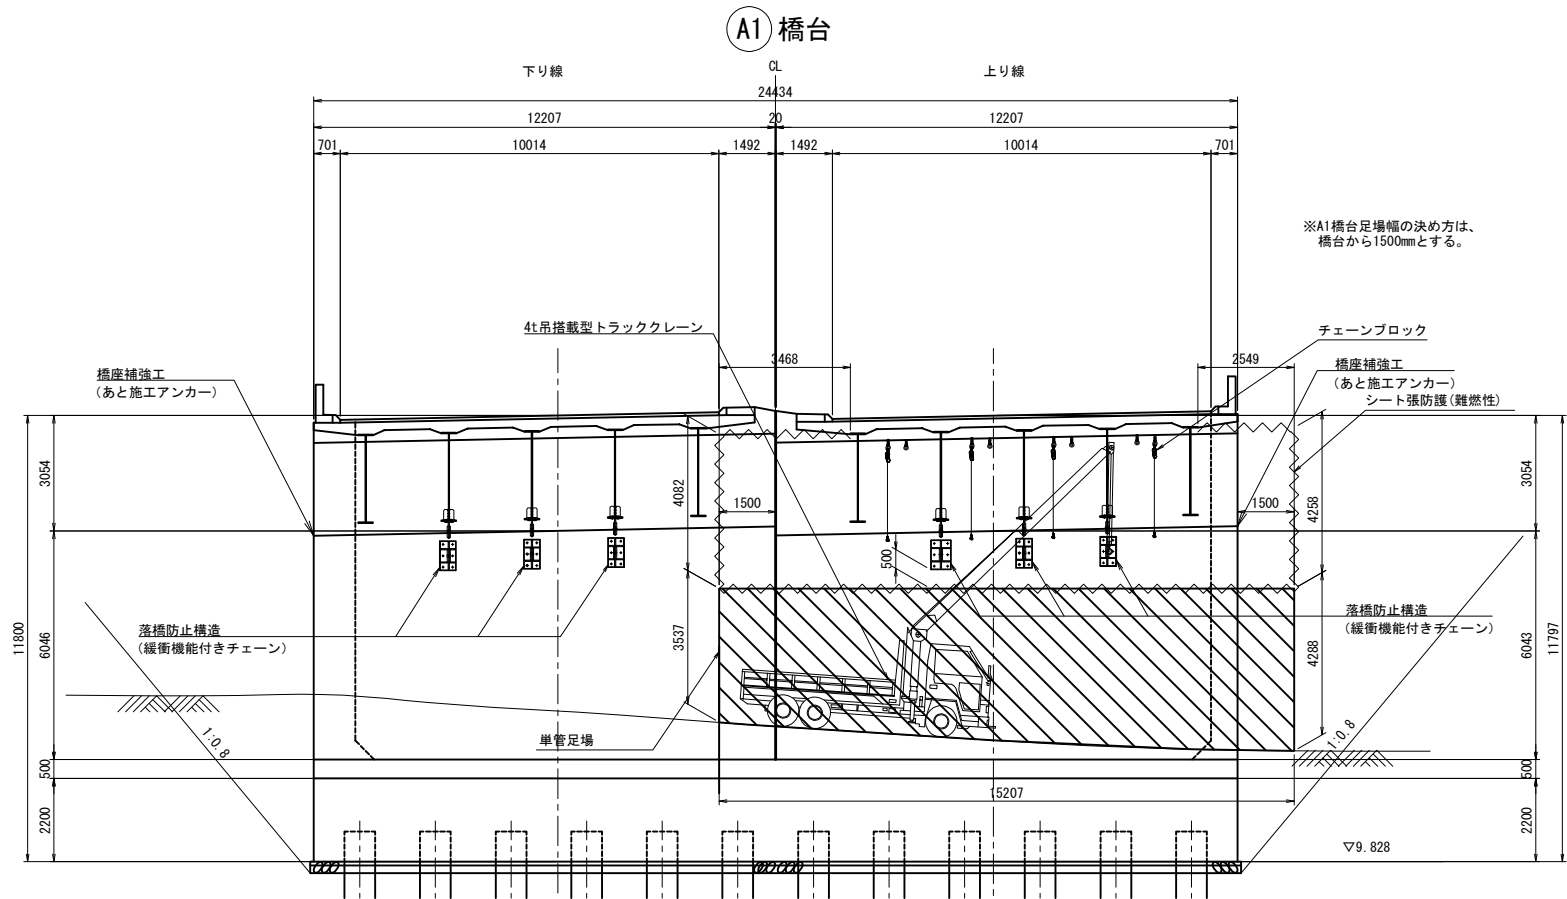 A1 橋台
下り線
CL
上り線
24434
12207
20
12207
701
10014
1492
1492
10014
701
※A1橋台足場幅の決め方は、
橋台から1500mmとする。
4t吊搭載型トラッククレーン
チェーンブロック
3468
2549
橋座補強工
(あと施工アンカー)
橋座補強工
(あと施工アンカー)
シート張防護(難燃性)
3054
4082
1500
1500
4258
3054
500
落橋防止構造
(緩衝機能付きチェーン)
落橋防止構造
(緩衝機能付きチェーン)
11800
6046
3537
4288
6043
11797
1:0.8
単管足場
1:0.8
500
15207
500
2200
2200
▽9.828